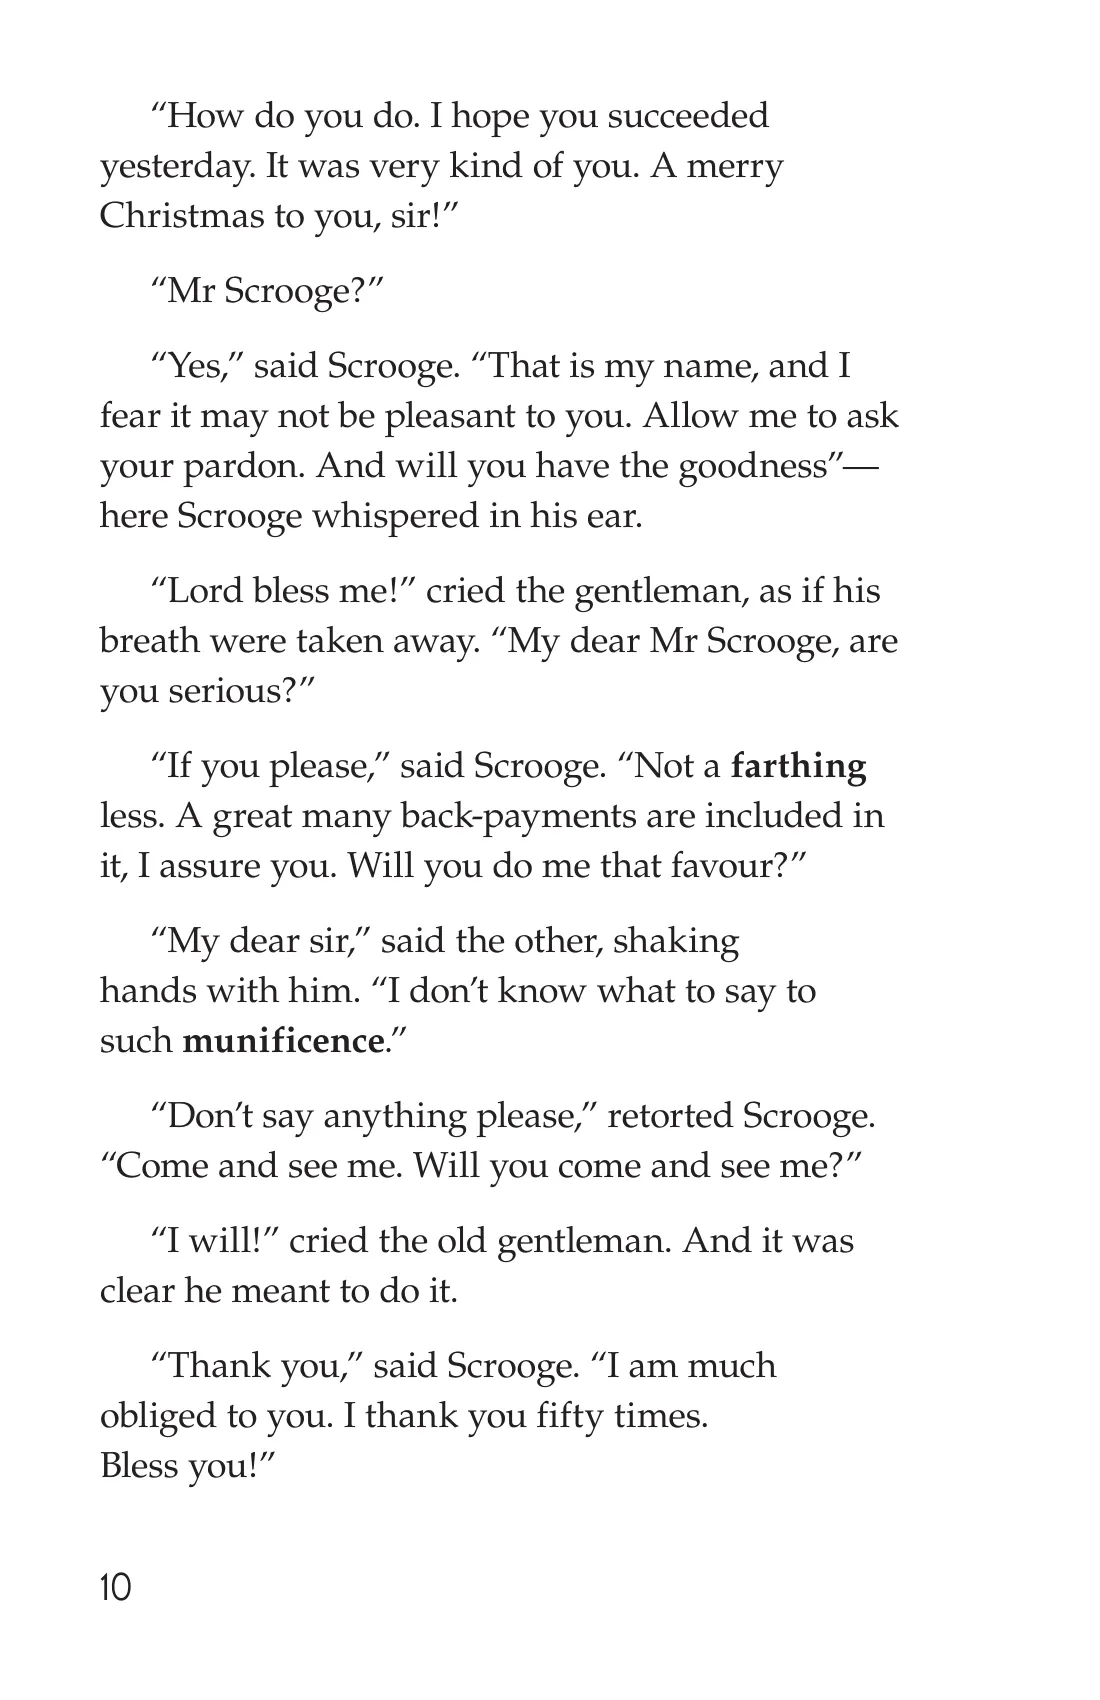 “How do you do. I hope you succeeded
yesterday. It was very kind of you. A merry
Christmas to you, sir!”
“Mr Scrooge?”
“Yes,” said Scrooge. “That is my name, and I
fear it may not be pleasant to you. Allow me to ask
your pardon. And will you have the goodness”—
here Scrooge whispered in his ear.
“Lord bless me!” cried the gentleman, as if his
breath were taken away. “My dear Mr Scrooge, are
you serious?”
“If you please,” said Scrooge. “Not a farthing
less. A great many back-payments are included in
it, I assure you. Will you do me that favour?”
“My dear sir,” said the other, shaking
hands with him. “I don’t know what to say to
such munificence.”
“Don’t say anything please,” retorted Scrooge.
“Come and see me. Will you come and see me?”
“I will!” cried the old gentleman. And it was
clear he meant to do it.
“Thank you,” said Scrooge. “I am much
obliged to you. I thank you fifty times.
Bless you!”
10